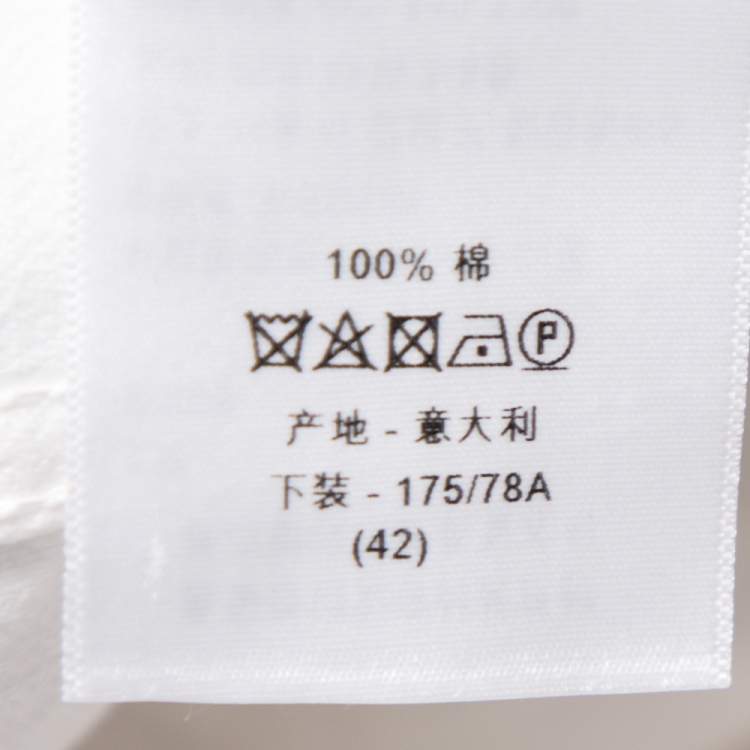 100% 棉
P
产地 - 意大利
下装 - 175/78A
(42)